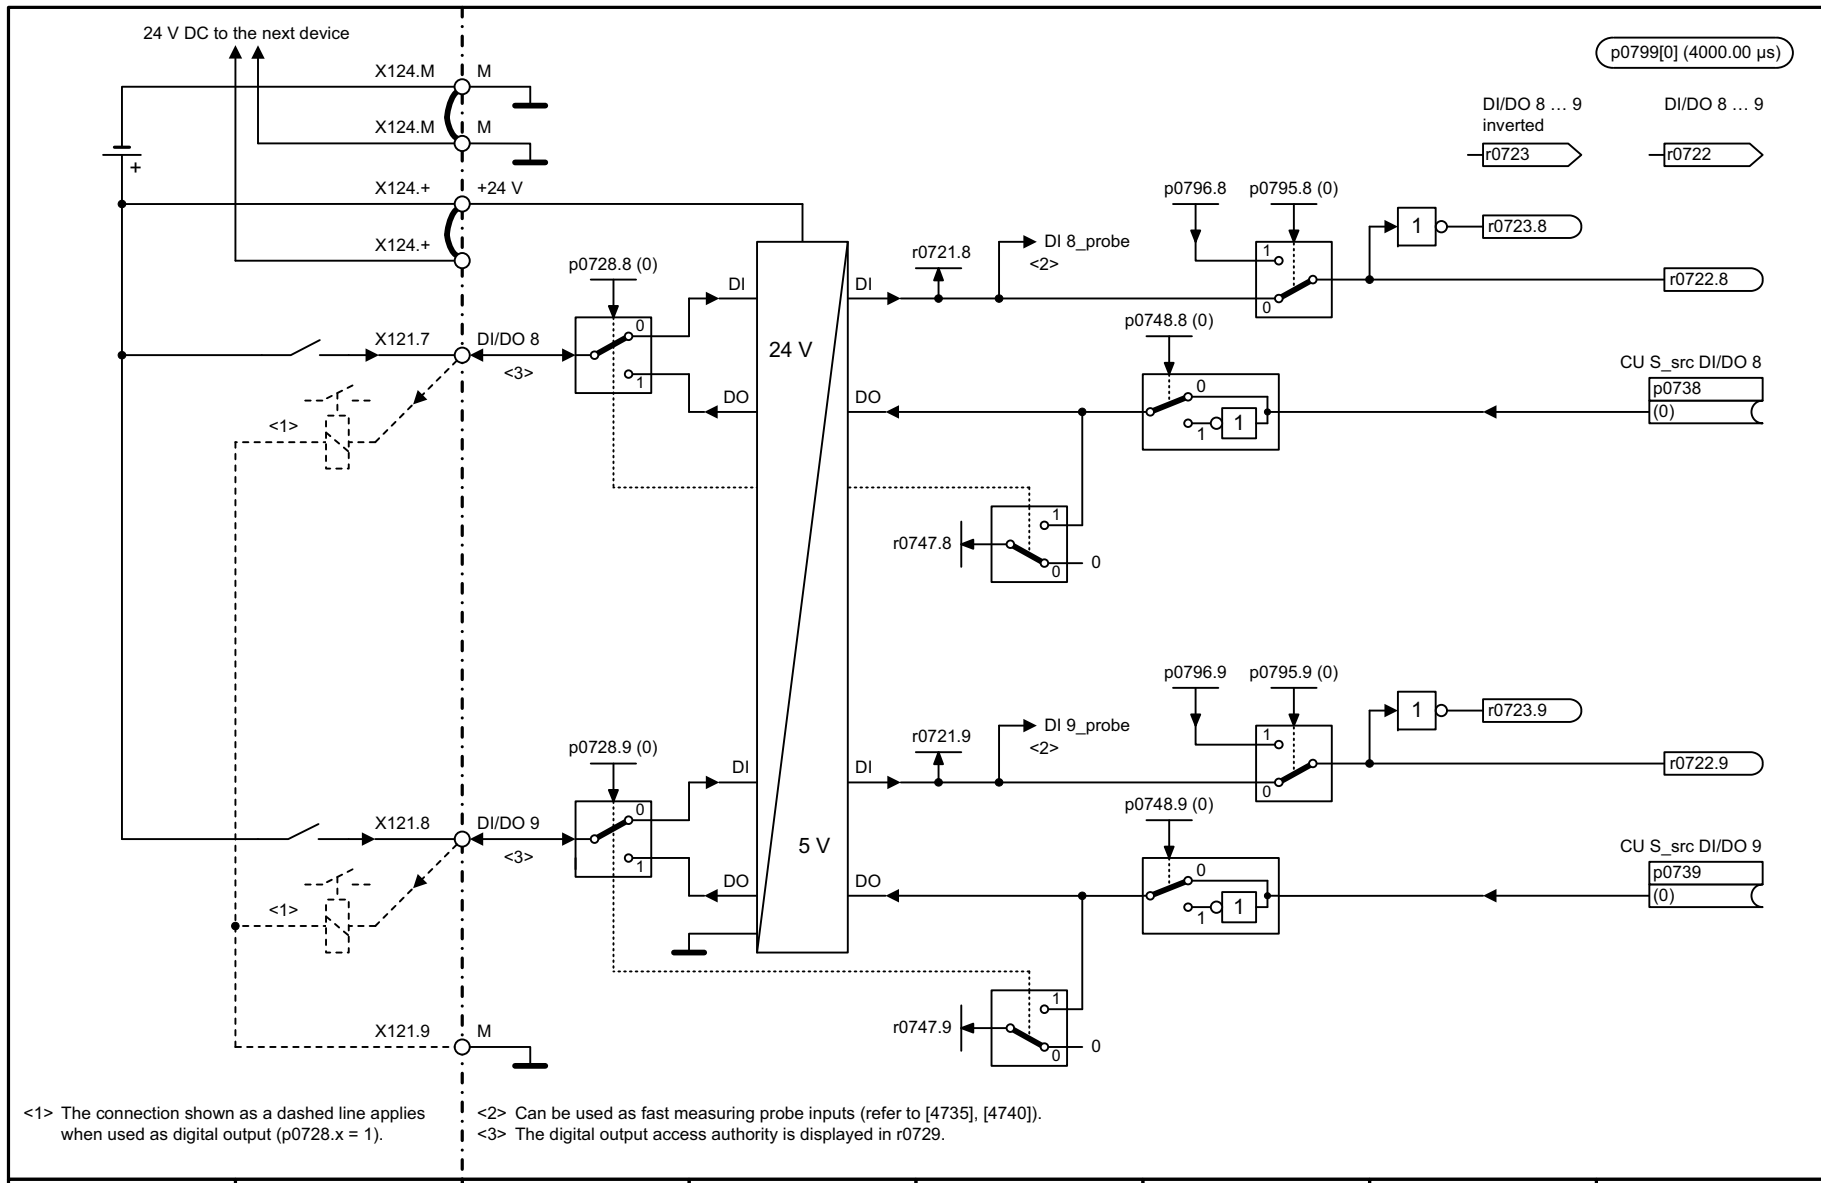 24 V DC to the next device
p0799[0] (4000.00 µs)
X124.M M
DI/DO 8 … 9 inverted
DI/DO 8 … 9
X124.M M
r0723
r0722
+
X124.+ +24 V
p0796.8 p0795.8 (0)
1
r0723.8
X124.+
DI 8_probe
<2>
r0721.8
p0728.8 (0)
1
0
r0722.8
DI
DI
p0748.8 (0)
X121.7 DI/DO 8
<3>
0
1
24 V
CU S_src DI/DO 8
p0738
(0)
DO
DO
0
1
1
<1>
r0747.8
1
0
0
p0796.9 p0795.9 (0)
1
r0723.9
DI 9_probe
<2>
r0721.9
p0728.9 (0)
1
0
r0722.9
DI
DI
p0748.9 (0)
X121.8 DI/DO 9
<3>
0
1
5 V
CU S_src DI/DO 9
p0739
(0)
DO
DO
0
1
1
<1>
r0747.9
1
0
0
X121.9 M
<1> The connection shown as a dashed line applies
when used as digital output (p0728.x = 1).
<2> Can be used as fast measuring probe inputs (refer to [4735], [4740]).
<3> The digital output access authority is displayed in r0729.